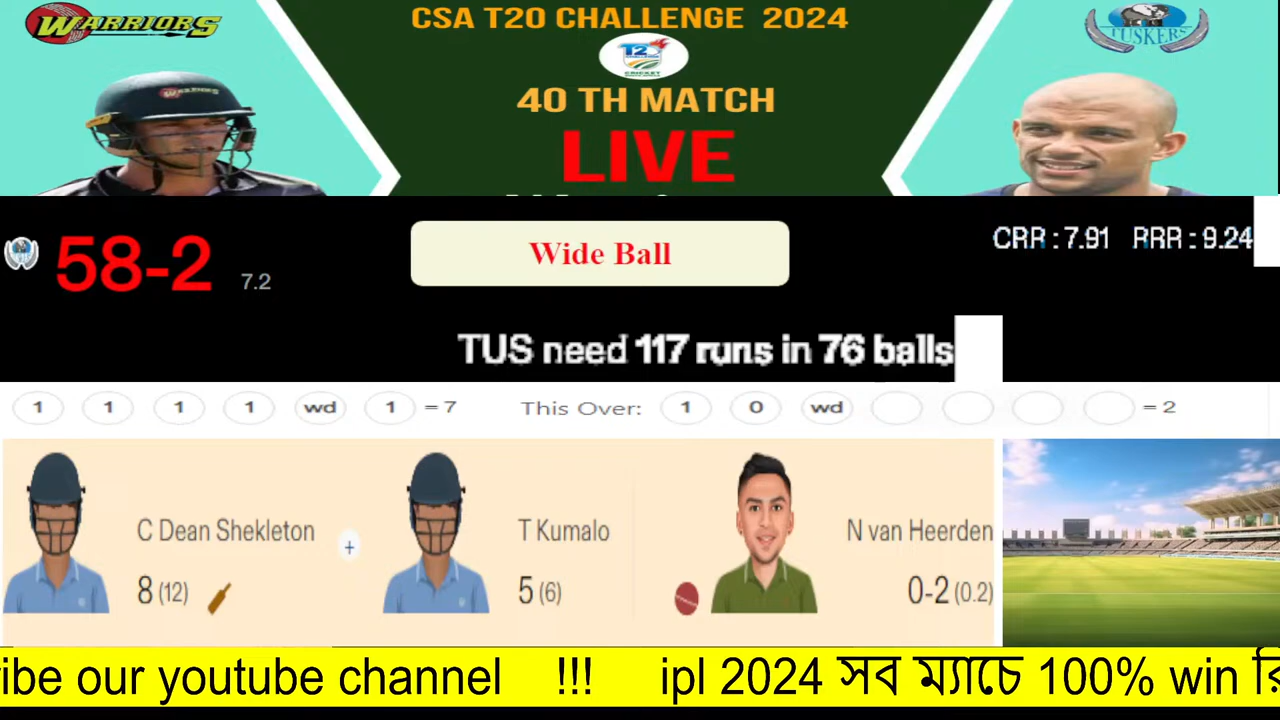 WARRIORS
CSA T20 CHALLENGE 2024
TUSKERS
T20
CHALLENGE
CRICKET
40 TH MATCH
LIVE
58-2 7.2
Wide Ball
CRR : 7.91 RRR : 9.24
TUS need 117 runs in 76 balls
1 1 1 1 wd 1 = 7 This Over: 1 0 wd = 2
C Dean Shekleton + T Kumalo N van Heerden
8 (12) 5 (6) 0-2 (0.2)
ibe our youtube channel !!! ipl 2024 সব ম্যাচে 100% win রি